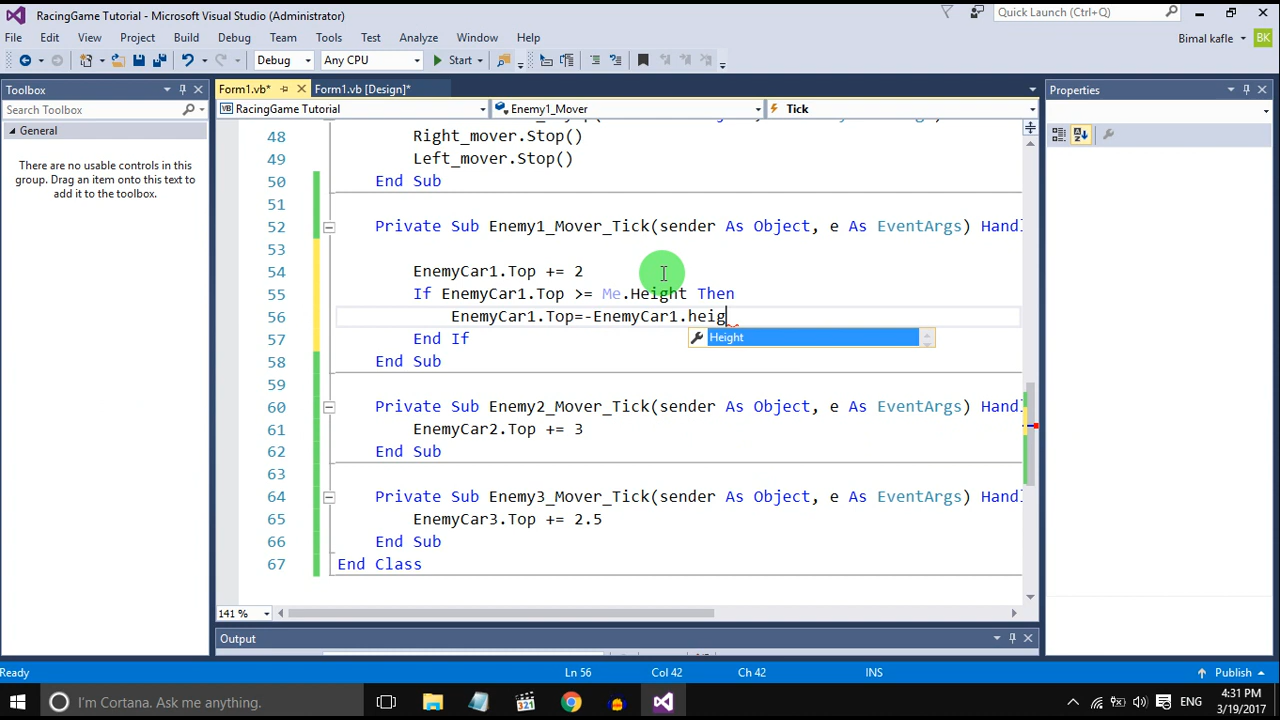 RacingGame Tutorial - Microsoft Visual Studio (Administrator)
Quick Launch (Ctrl+Q)
File Edit View Project Build Debug Team Tools Test Analyze Window Help
Bimal kafle BK
Debug Any CPU Start
Toolbox
Form1.vb* Form1.vb [Design]*
Properties
Search Toolbox
RacingGame Tutorial Enemy1_Mover Tick
General
There are no usable controls in this
group. Drag an item onto this text to
add it to the toolbox.
48 Right_mover.Stop()
49 Left_mover.Stop()
50 End Sub
51
52 Private Sub Enemy1_Mover_Tick(sender As Object, e As EventArgs) Handl
53
54 EnemyCar1.Top += 2
55 If EnemyCar1.Top >= Me.Height Then
56 EnemyCar1.Top=-EnemyCar1.heig
Height
57 End If
58 End Sub
59
60 Private Sub Enemy2_Mover_Tick(sender As Object, e As EventArgs) Handl
61 EnemyCar2.Top += 3
62 End Sub
63
64 Private Sub Enemy3_Mover_Tick(sender As Object, e As EventArgs) Handl
65 EnemyCar3.Top += 2.5
66 End Sub
67 End Class
141 %
Output
Ready Ln 56 Col 42 Ch 42 INS Publish
I'm Cortana. Ask me anything.
321
ENG
4:31 PM
3/19/2017